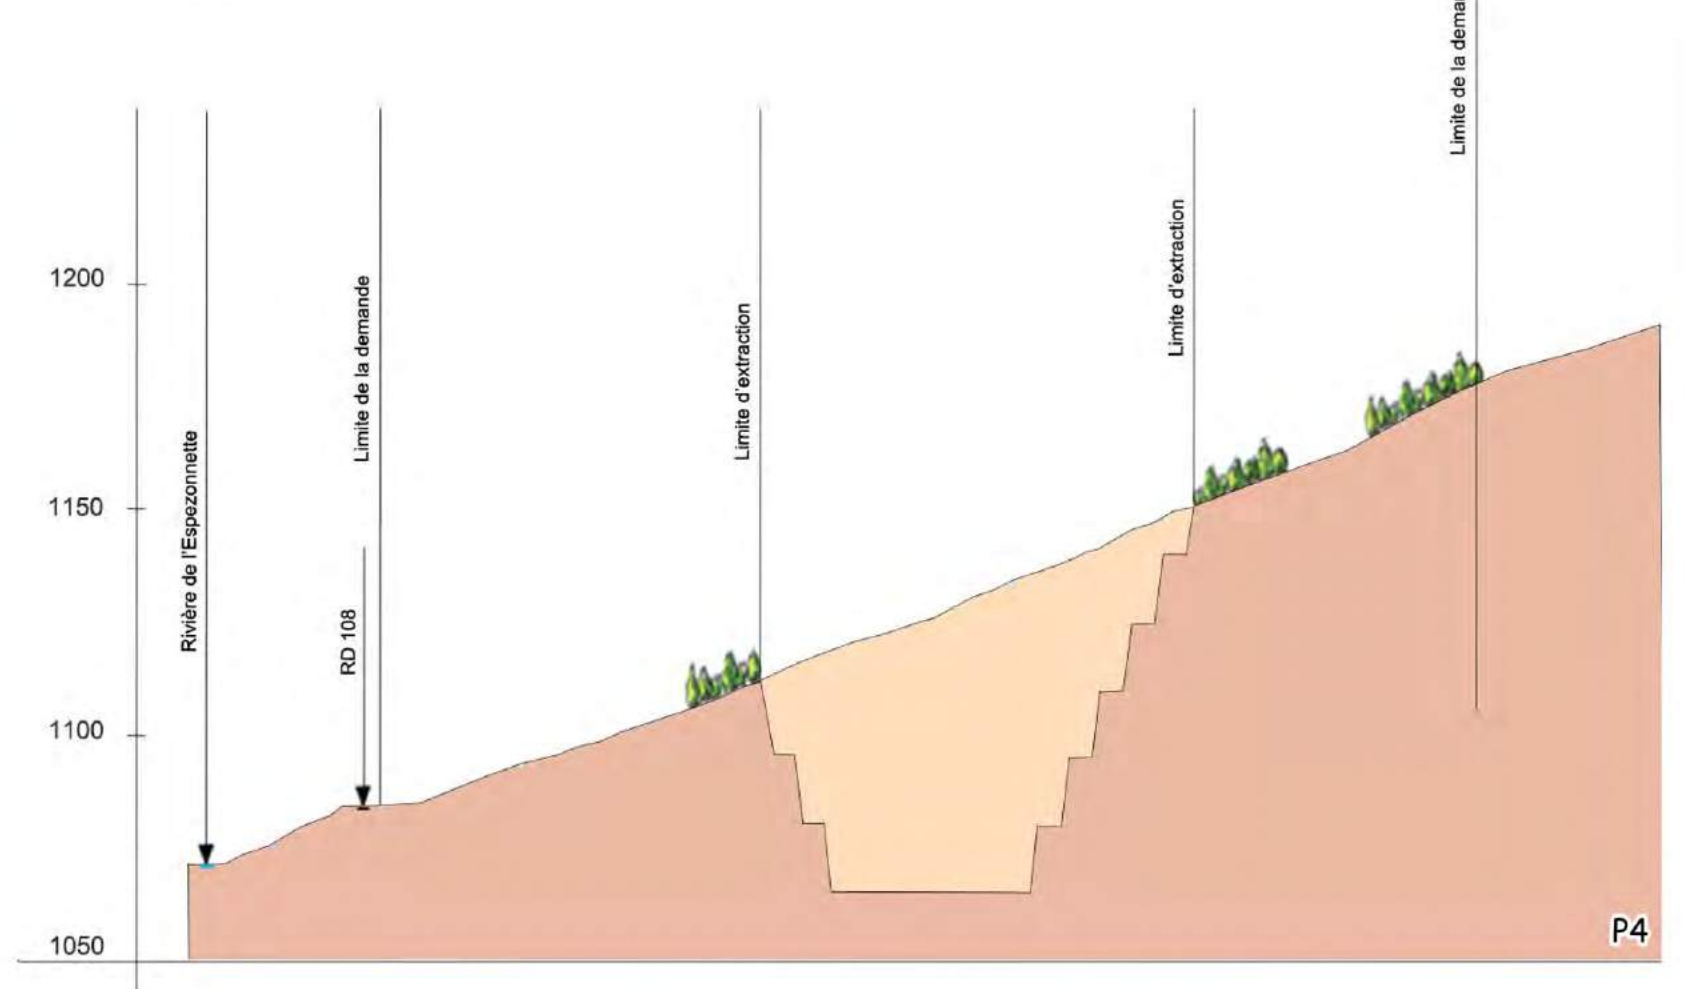 Limite de la dema
1200
1150
1100
1050
Rivière de l'Espezonnette
RD 108
Limite de la demande
Limite d'extraction
Limite d'extraction
P4